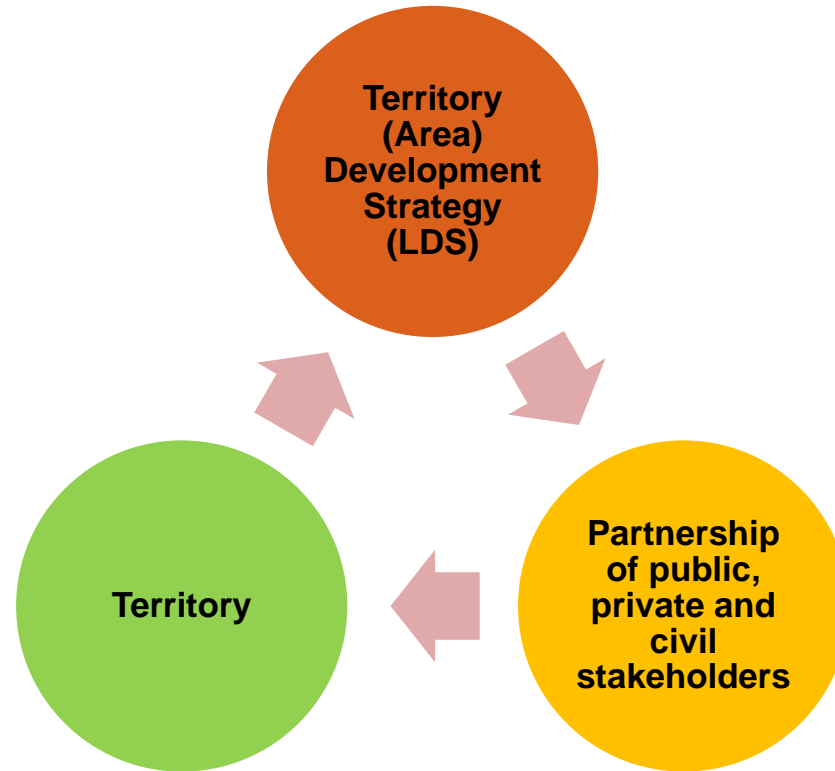 Territory
(Area)
Development
Strategy
(LDS)
Territory
Partnership
of public,
private and
civil
stakeholders